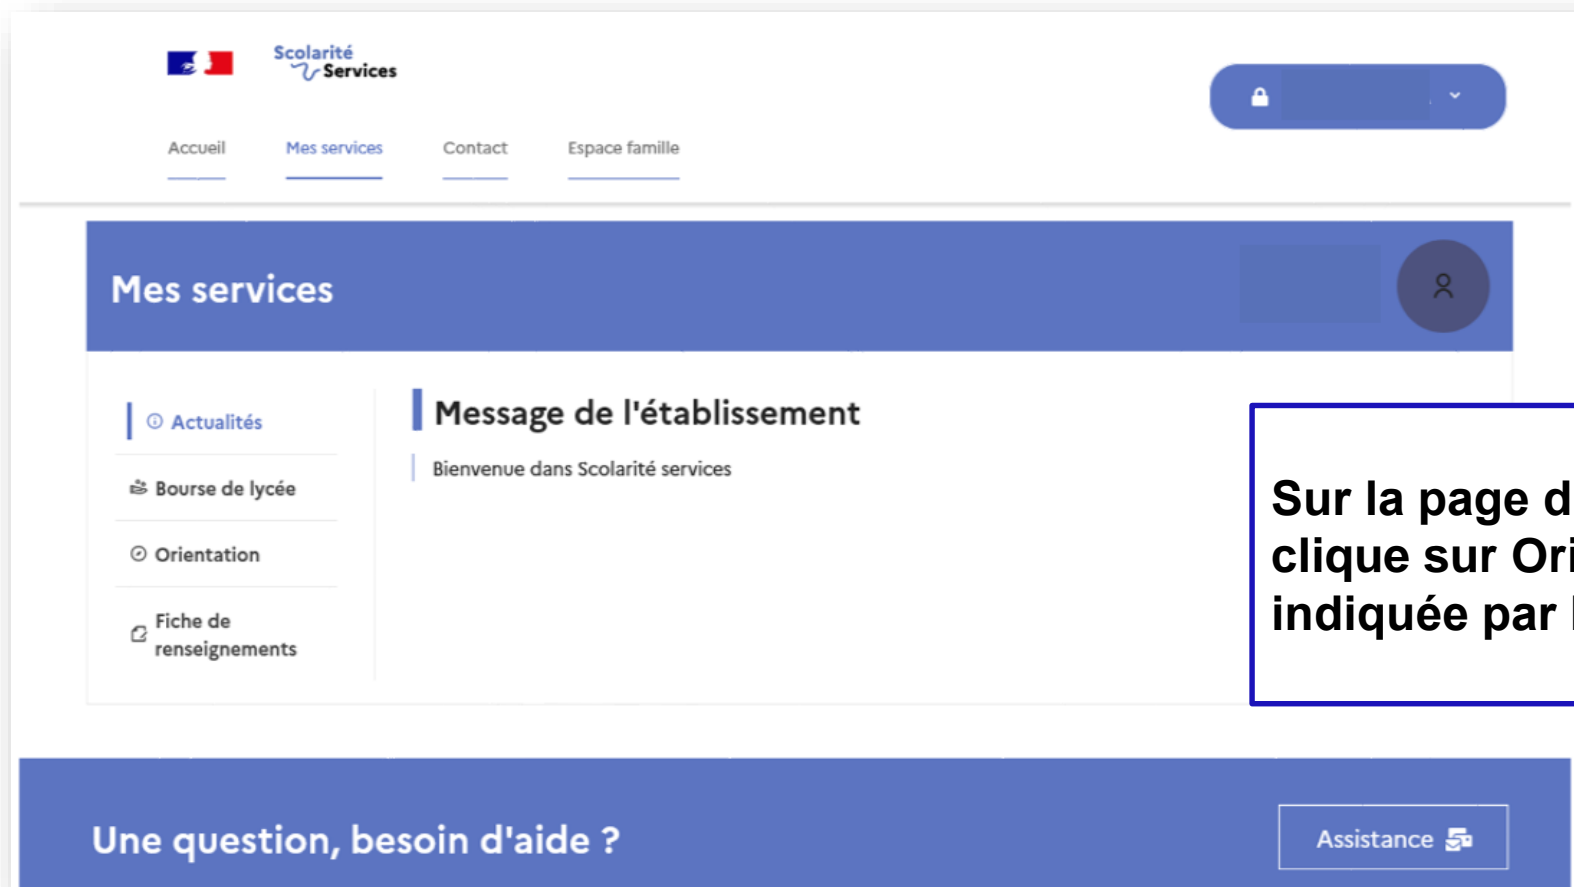 Scolarité
Services
Accueil
Mes services
Contact
Espace famille
Mes services
Actualités
Bourse de lycée
Orientation
Fiche de
renseignements
Message de l'établissement
Bienvenue dans Scolarité services
Sur la page
clique sur
indiquée par
Une question, besoin d'aide ?
Assistance